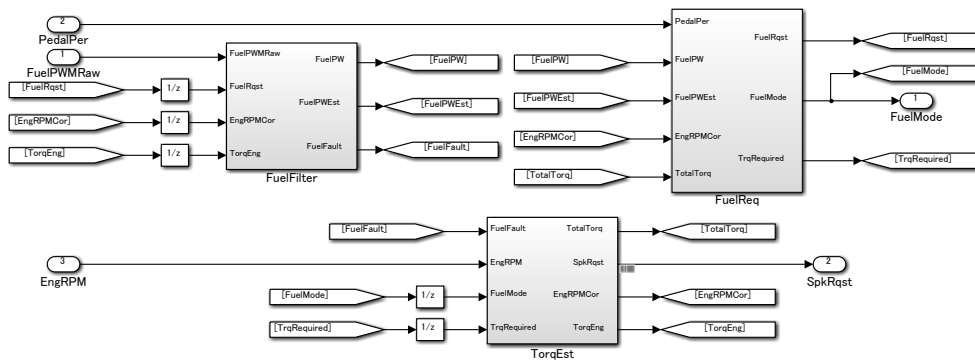 2
PedalPer
1
FuelPWMRaw
[FuelRqst]
1/z
[EngRPMCor]
1/z
[TorqEng]
1/z
FuelPWMRaw
FuelRqst
EngRPMCor
TorqEng
FuelPW
FuelPWEst
FuelFault
FuelFilter
[FuelPW]
[FuelPWEst]
[FuelFault]
[FuelPW]
[FuelPWEst]
[EngRPMCor]
[TotalTorq]
PedalPer
FuelPW
FuelPWEst
EngRPMCor
TotalTorq
FuelRqst
FuelMode
TrqRequired
FuelReq
[FuelRqst]
[FuelMode]
1
FuelMode
[TrqRequired]
[FuelFault]
3
EngRPM
[FuelMode]
1/z
[TrqRequired]
1/z
FuelFault
EngRPM
FuelMode
TrqRequired
TotalTorq
SpkRqst
EngRPMCor
TorqEng
TorqEst
[TotalTorq]
2
SpkRqst
[EngRPMCor]
[TorqEng]